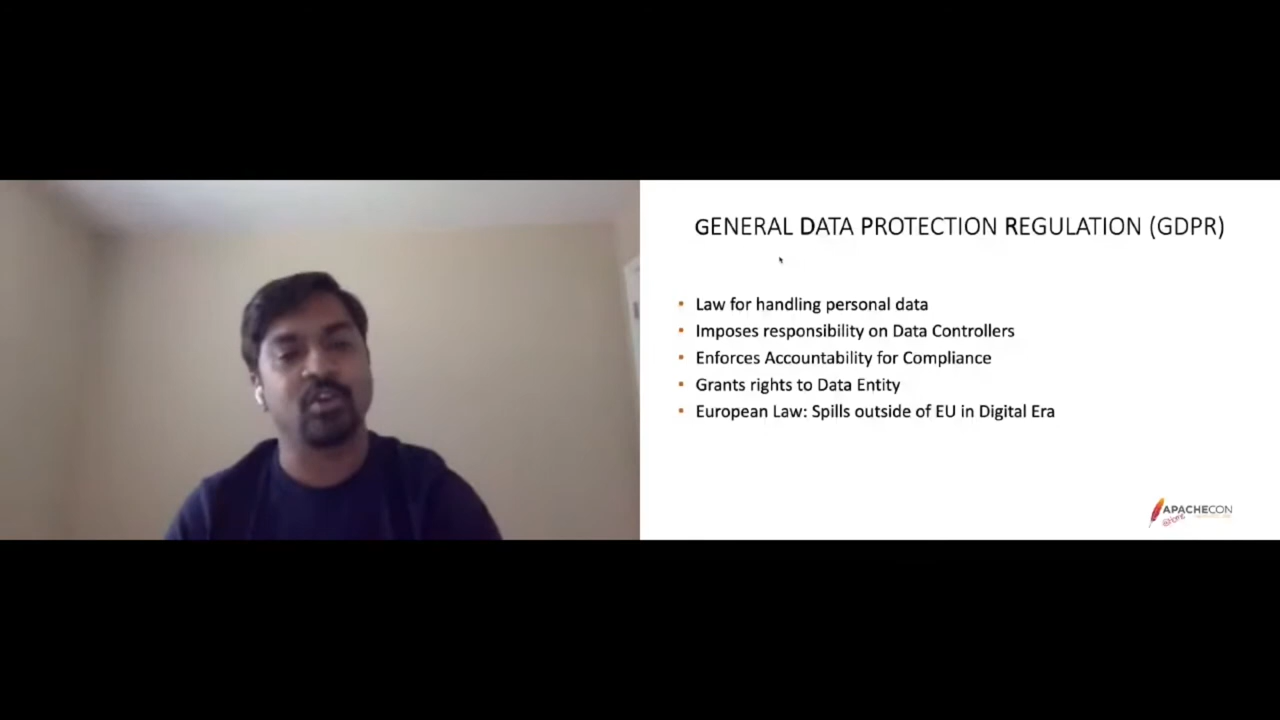 GENERAL DATA PROTECTION REGULATION (GDPR)
• Law for handling personal data
• Imposes responsibility on Data Controllers
• Enforces Accountability for Compliance
• Grants rights to Data Entity
• European Law: Spills outside of EU in Digital Era
APACHECON
@Home